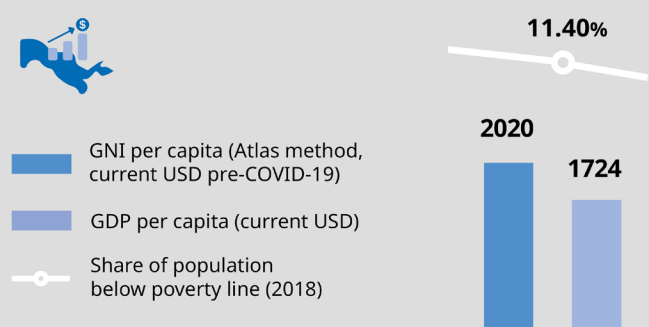 $
11.40%
2020
1724
GNI per capita (Atlas method,
current USD pre-COVID-19)
GDP per capita (current USD)
Share of population
below poverty line (2018)